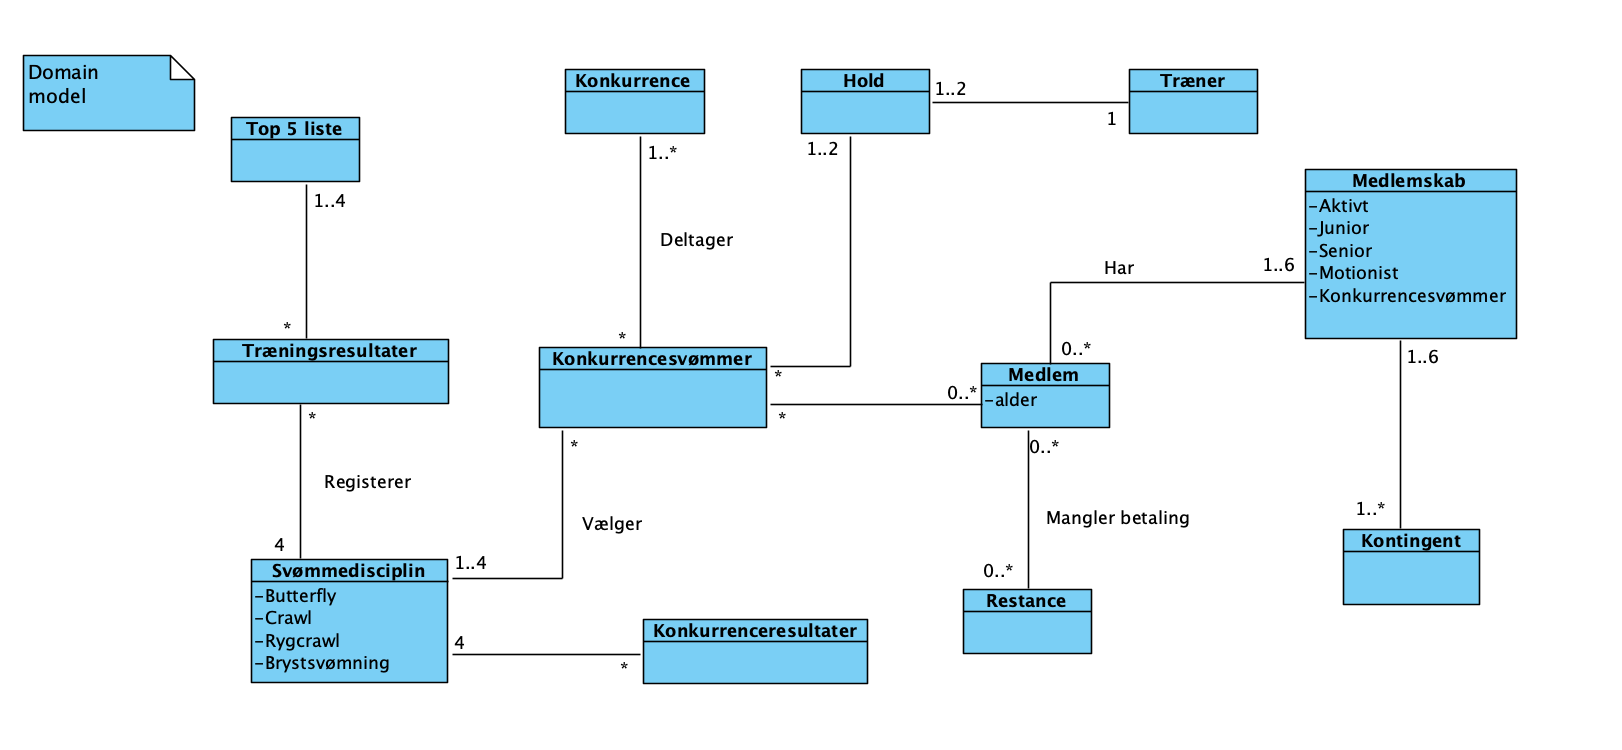 Domain
model
Top 5 liste
1..4
*
Træningsresultater
*
Registerer
4
Svømmedisciplin
-Butterfly
-Crawl
-Rygcrawl
-Brystsvømning
1..4
4
*
Konkurrenceresultater
Konkurrence
1..*
Deltager
*
Konkurrencesvømmer
*
*
*
Vælger
Hold
1..2
1..2
1
Træner
Medlemskab
-Aktivt
-Junior
-Senior
-Motionist
-Konkurrencesvømmer
1..6
Har
0..*
Medlem
-alder
0..*
0..*
Mangler betaling
0..*
Restance
1..6
1..*
Kontingent